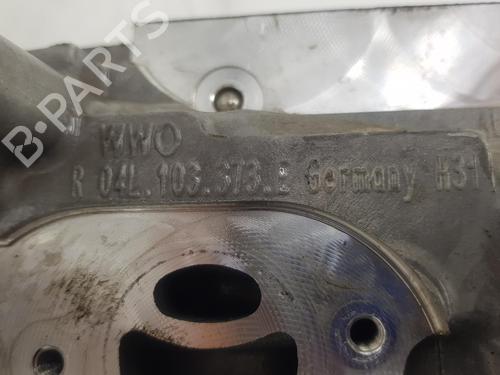 B-PARTS
WWO
R 04L.103.373.E Germany H31